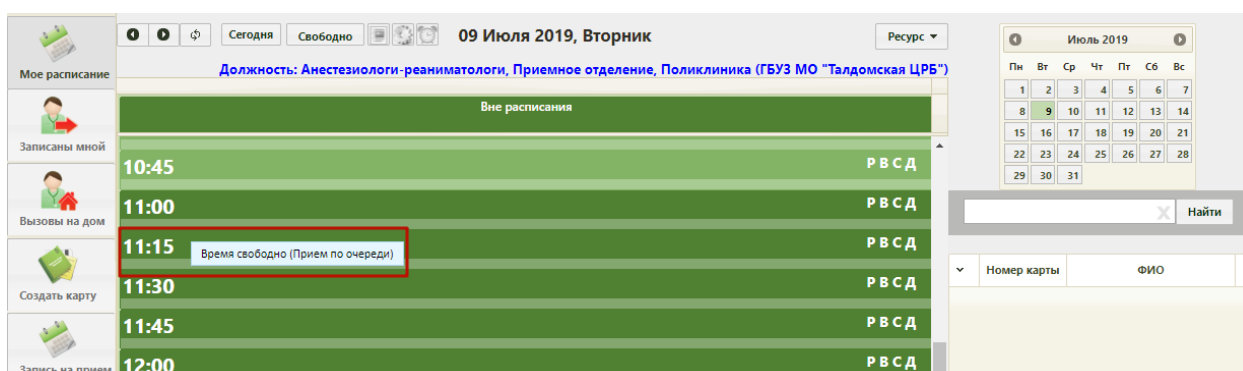 Мое расписание
Записаны мной
Вызовы на дом
Создать карту
Запись на прием
Сегодня Свободно 09 Июля 2019, Вторник Ресурс
Должность: Анестезиологи-реаниматологи, Приемное отделение, Поликлиника (ГБУЗ МО "Талдомская ЦРБ")
Вне расписания
10:45 Р В С Д
11:00 Р В С Д
11:15 Время свободно (Прием по очереди) Р В С Д
11:30 Р В С Д
11:45 Р В С Д
12:00 Р В С Д
Июль 2019
Пн Вт Ср Чт Пт Сб Вс
1 2 3 4 5 6 7
8 9 10 11 12 13 14
15 16 17 18 19 20 21
22 23 24 25 26 27 28
29 30 31
X Найти
Номер карты ФИО